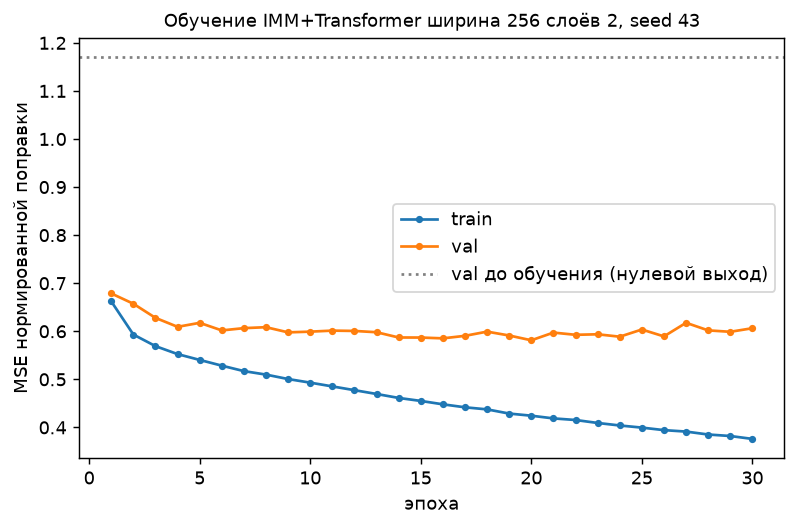 Обучение IMM+Transformer ширина 256 слоёв 2, seed 43
MSE нормированной поправки
1.2
1.1
1.0
0.9
0.8
0.7
0.6
0.5
0.4
train
val
val до обучения (нулевой выход)
0 5 10 15 20 25 30
эпоха